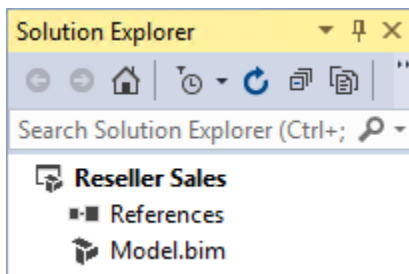 Solution Explorer
Search Solution Explorer (Ctrl+;
Reseller Sales
References
Model.bim